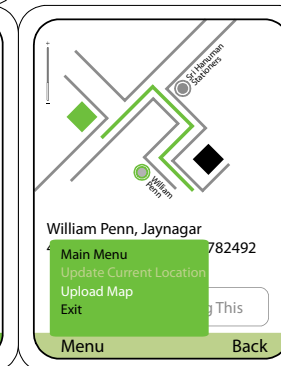 Sri Hanuman
Stationers
William
Penn
William Penn, Jaynagar
782492
Main Menu
Update Current Location
Upload Map
Exit
This
Menu
Back